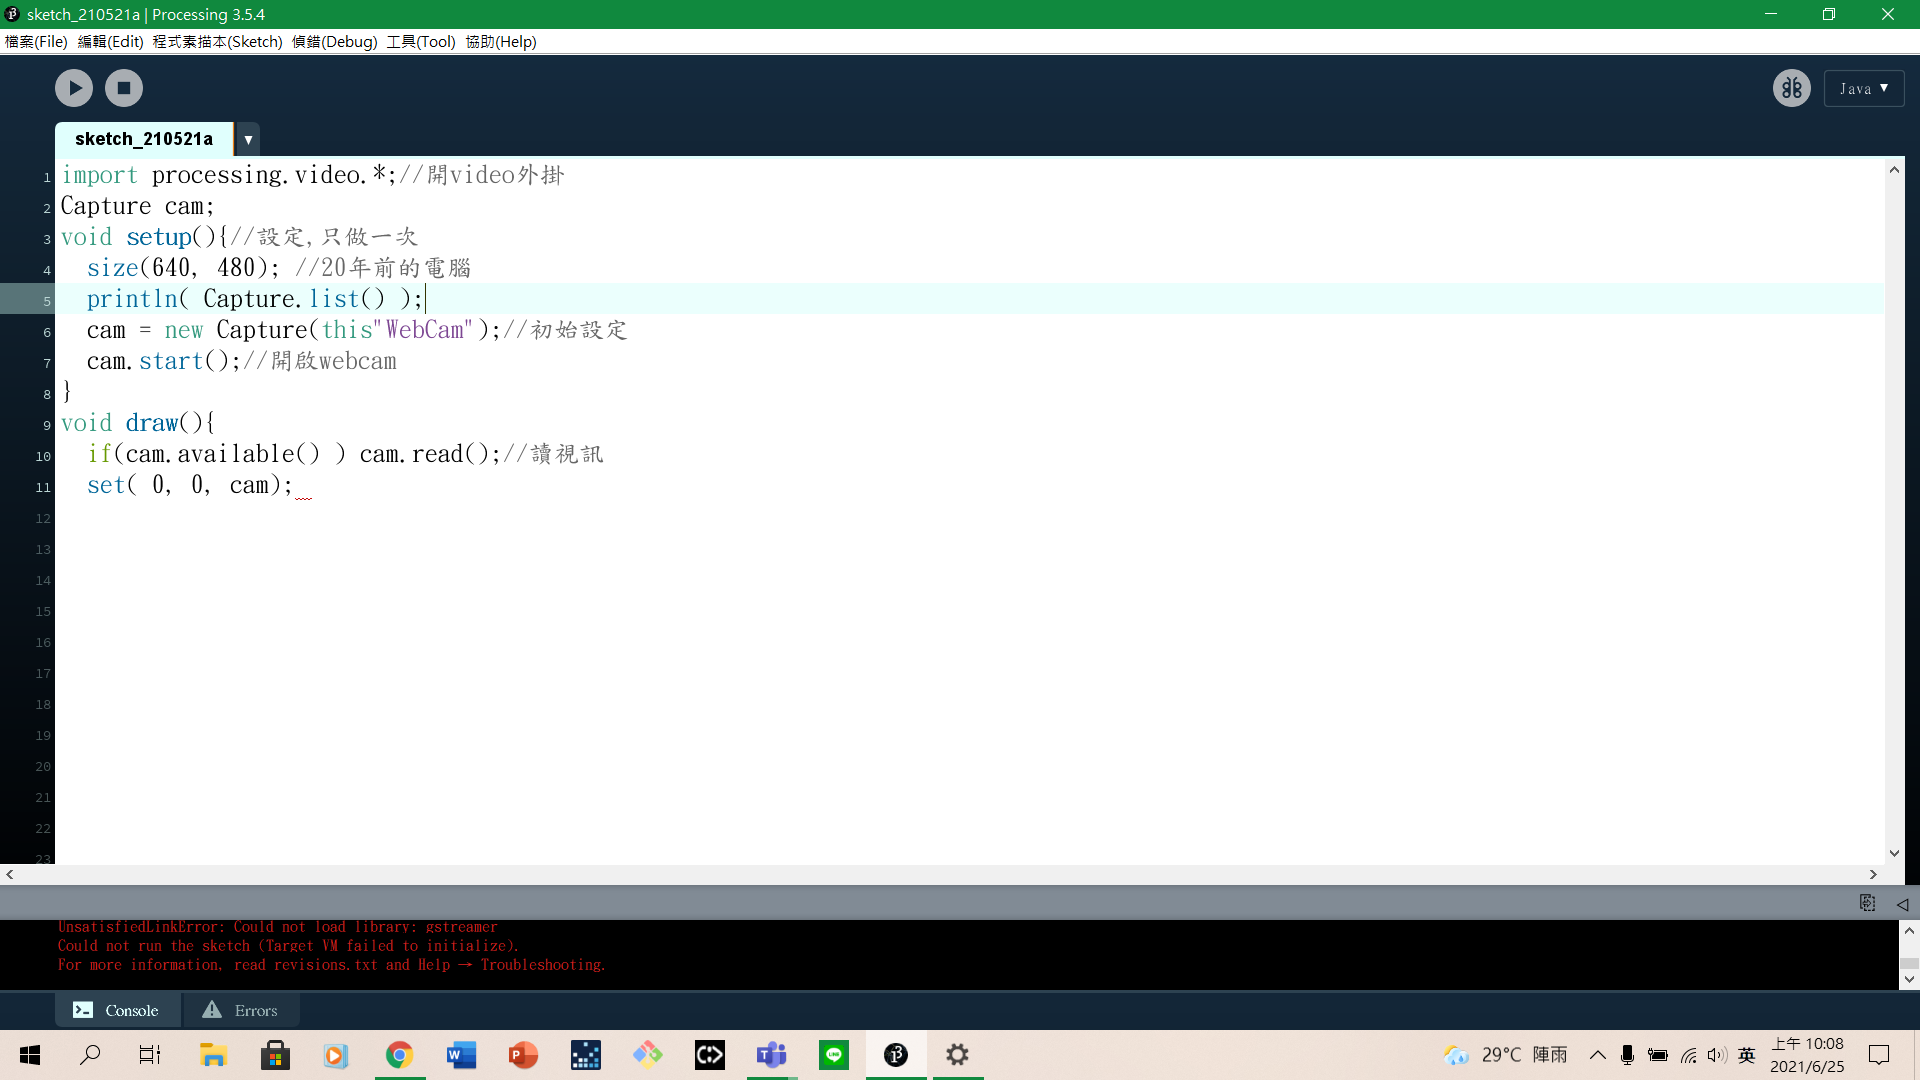 sketch_210521a | Processing 3.5.4
檔案(File) 編輯(Edit) 程式素描本(Sketch) 偵錯(Debug) 工具(Tool) 協助(Help)
Java ▼
sketch_210521a ▼
1 import processing.video.*;//開video外掛
2 Capture cam;
3 void setup(){//設定,只做一次
4 size(640, 480); //20年前的電腦
5 println( Capture.list() );
6 cam = new Capture(this"WebCam");//初始設定
7 cam.start();//開啟webcam
8 }
9 void draw(){
10 if(cam.available() ) cam.read();//讀視訊
11 set( 0, 0, cam);
12
13
14
15
16
17
18
19
20
21
22
23
UnsatisfiedLinkError: Could not load library: gstreamer
Could not run the sketch (Target VM failed to initialize).
For more information, read revisions.txt and Help → Troubleshooting.
Console Errors
29°C 陣雨 英 上午 10:08
2021/6/25